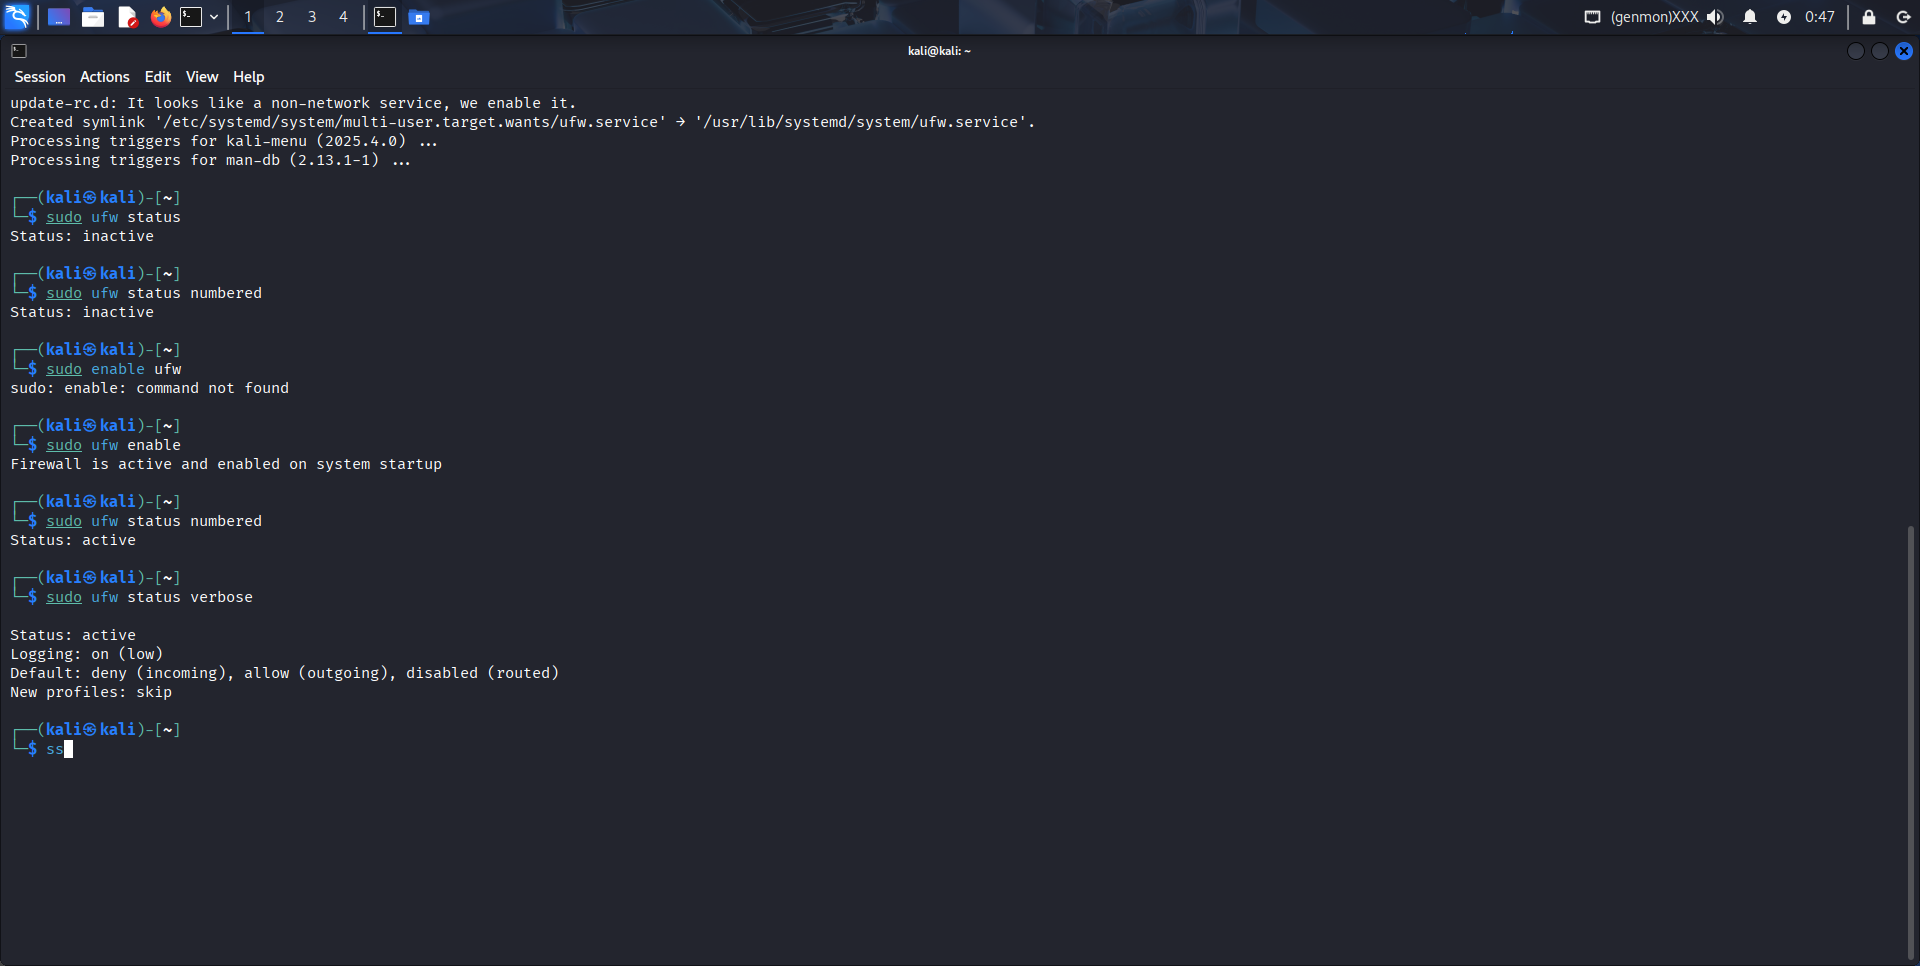 1 2 3 4 (genmon)XXX 0:47
kali@kali: ~
Session Actions Edit View Help
update-rc.d: It looks like a non-network service, we enable it.
Created symlink '/etc/systemd/system/multi-user.target.wants/ufw.service' → '/usr/lib/systemd/system/ufw.service'.
Processing triggers for kali-menu (2025.4.0) ...
Processing triggers for man-db (2.13.1-1) ...
┌──(kali㉿kali)-[~]
└─$ sudo ufw status
Status: inactive
┌──(kali㉿kali)-[~]
└─$ sudo ufw status numbered
Status: inactive
┌──(kali㉿kali)-[~]
└─$ sudo enable ufw
sudo: enable: command not found
┌──(kali㉿kali)-[~]
└─$ sudo ufw enable
Firewall is active and enabled on system startup
┌──(kali㉿kali)-[~]
└─$ sudo ufw status numbered
Status: active
┌──(kali㉿kali)-[~]
└─$ sudo ufw status verbose
Status: active
Logging: on (low)
Default: deny (incoming), allow (outgoing), disabled (routed)
New profiles: skip
┌──(kali㉿kali)-[~]
└─$ ss